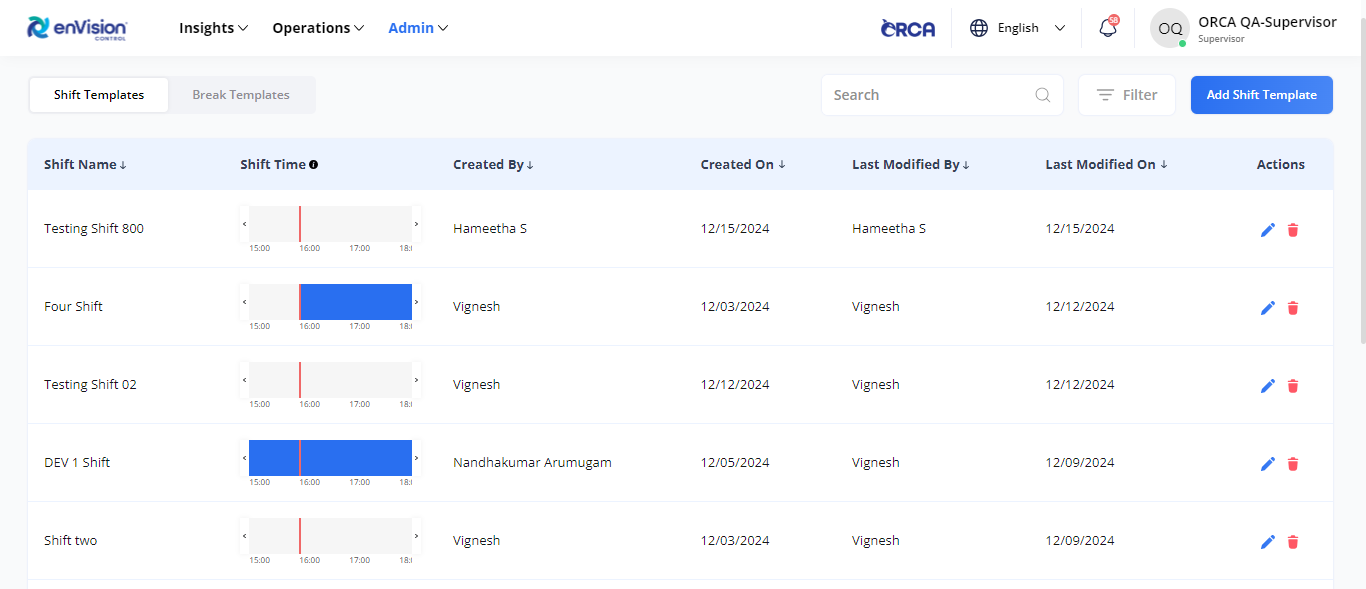 enVision CONTROL Insights Operations Admin ORCA English 58 OQ ORCA QA-Supervisor
Supervisor
Shift Templates Break Templates Search Filter Add Shift Template
Shift Name Shift Time Created By Created On Last Modified By Last Modified On Actions
Testing Shift 800 Hameetha S 12/15/2024 Hameetha S 12/15/2024
15:00 16:00 17:00 18:
Four Shift Vignesh 12/03/2024 Vignesh 12/12/2024
15:00 16:00 17:00 18:
Testing Shift 02 Vignesh 12/12/2024 Vignesh 12/12/2024
15:00 16:00 17:00 18:
DEV 1 Shift Nandhakumar Arumugam 12/05/2024 Vignesh 12/09/2024
15:00 16:00 17:00 18:
Shift two Vignesh 12/03/2024 Vignesh 12/09/2024
15:00 16:00 17:00 18: